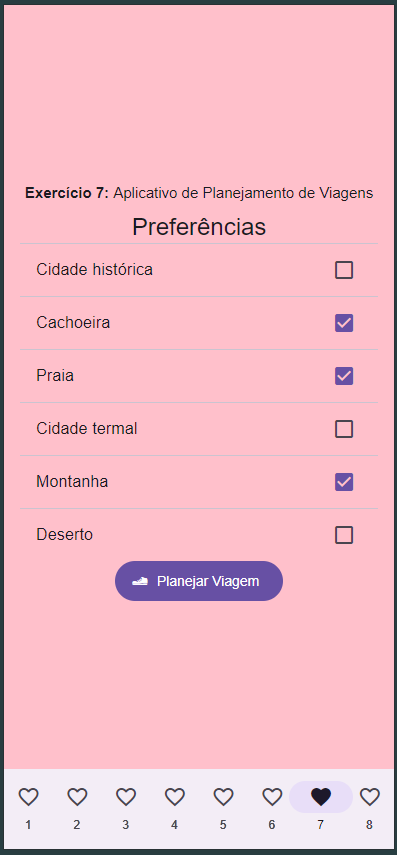 Exercício 7: Aplicativo de Planejamento de Viagens
Preferências
Cidade histórica
Cachoeira
Praia
Cidade termal
Montanha
Deserto
Planejar Viagem
1 2 3 4 5 6 7 8